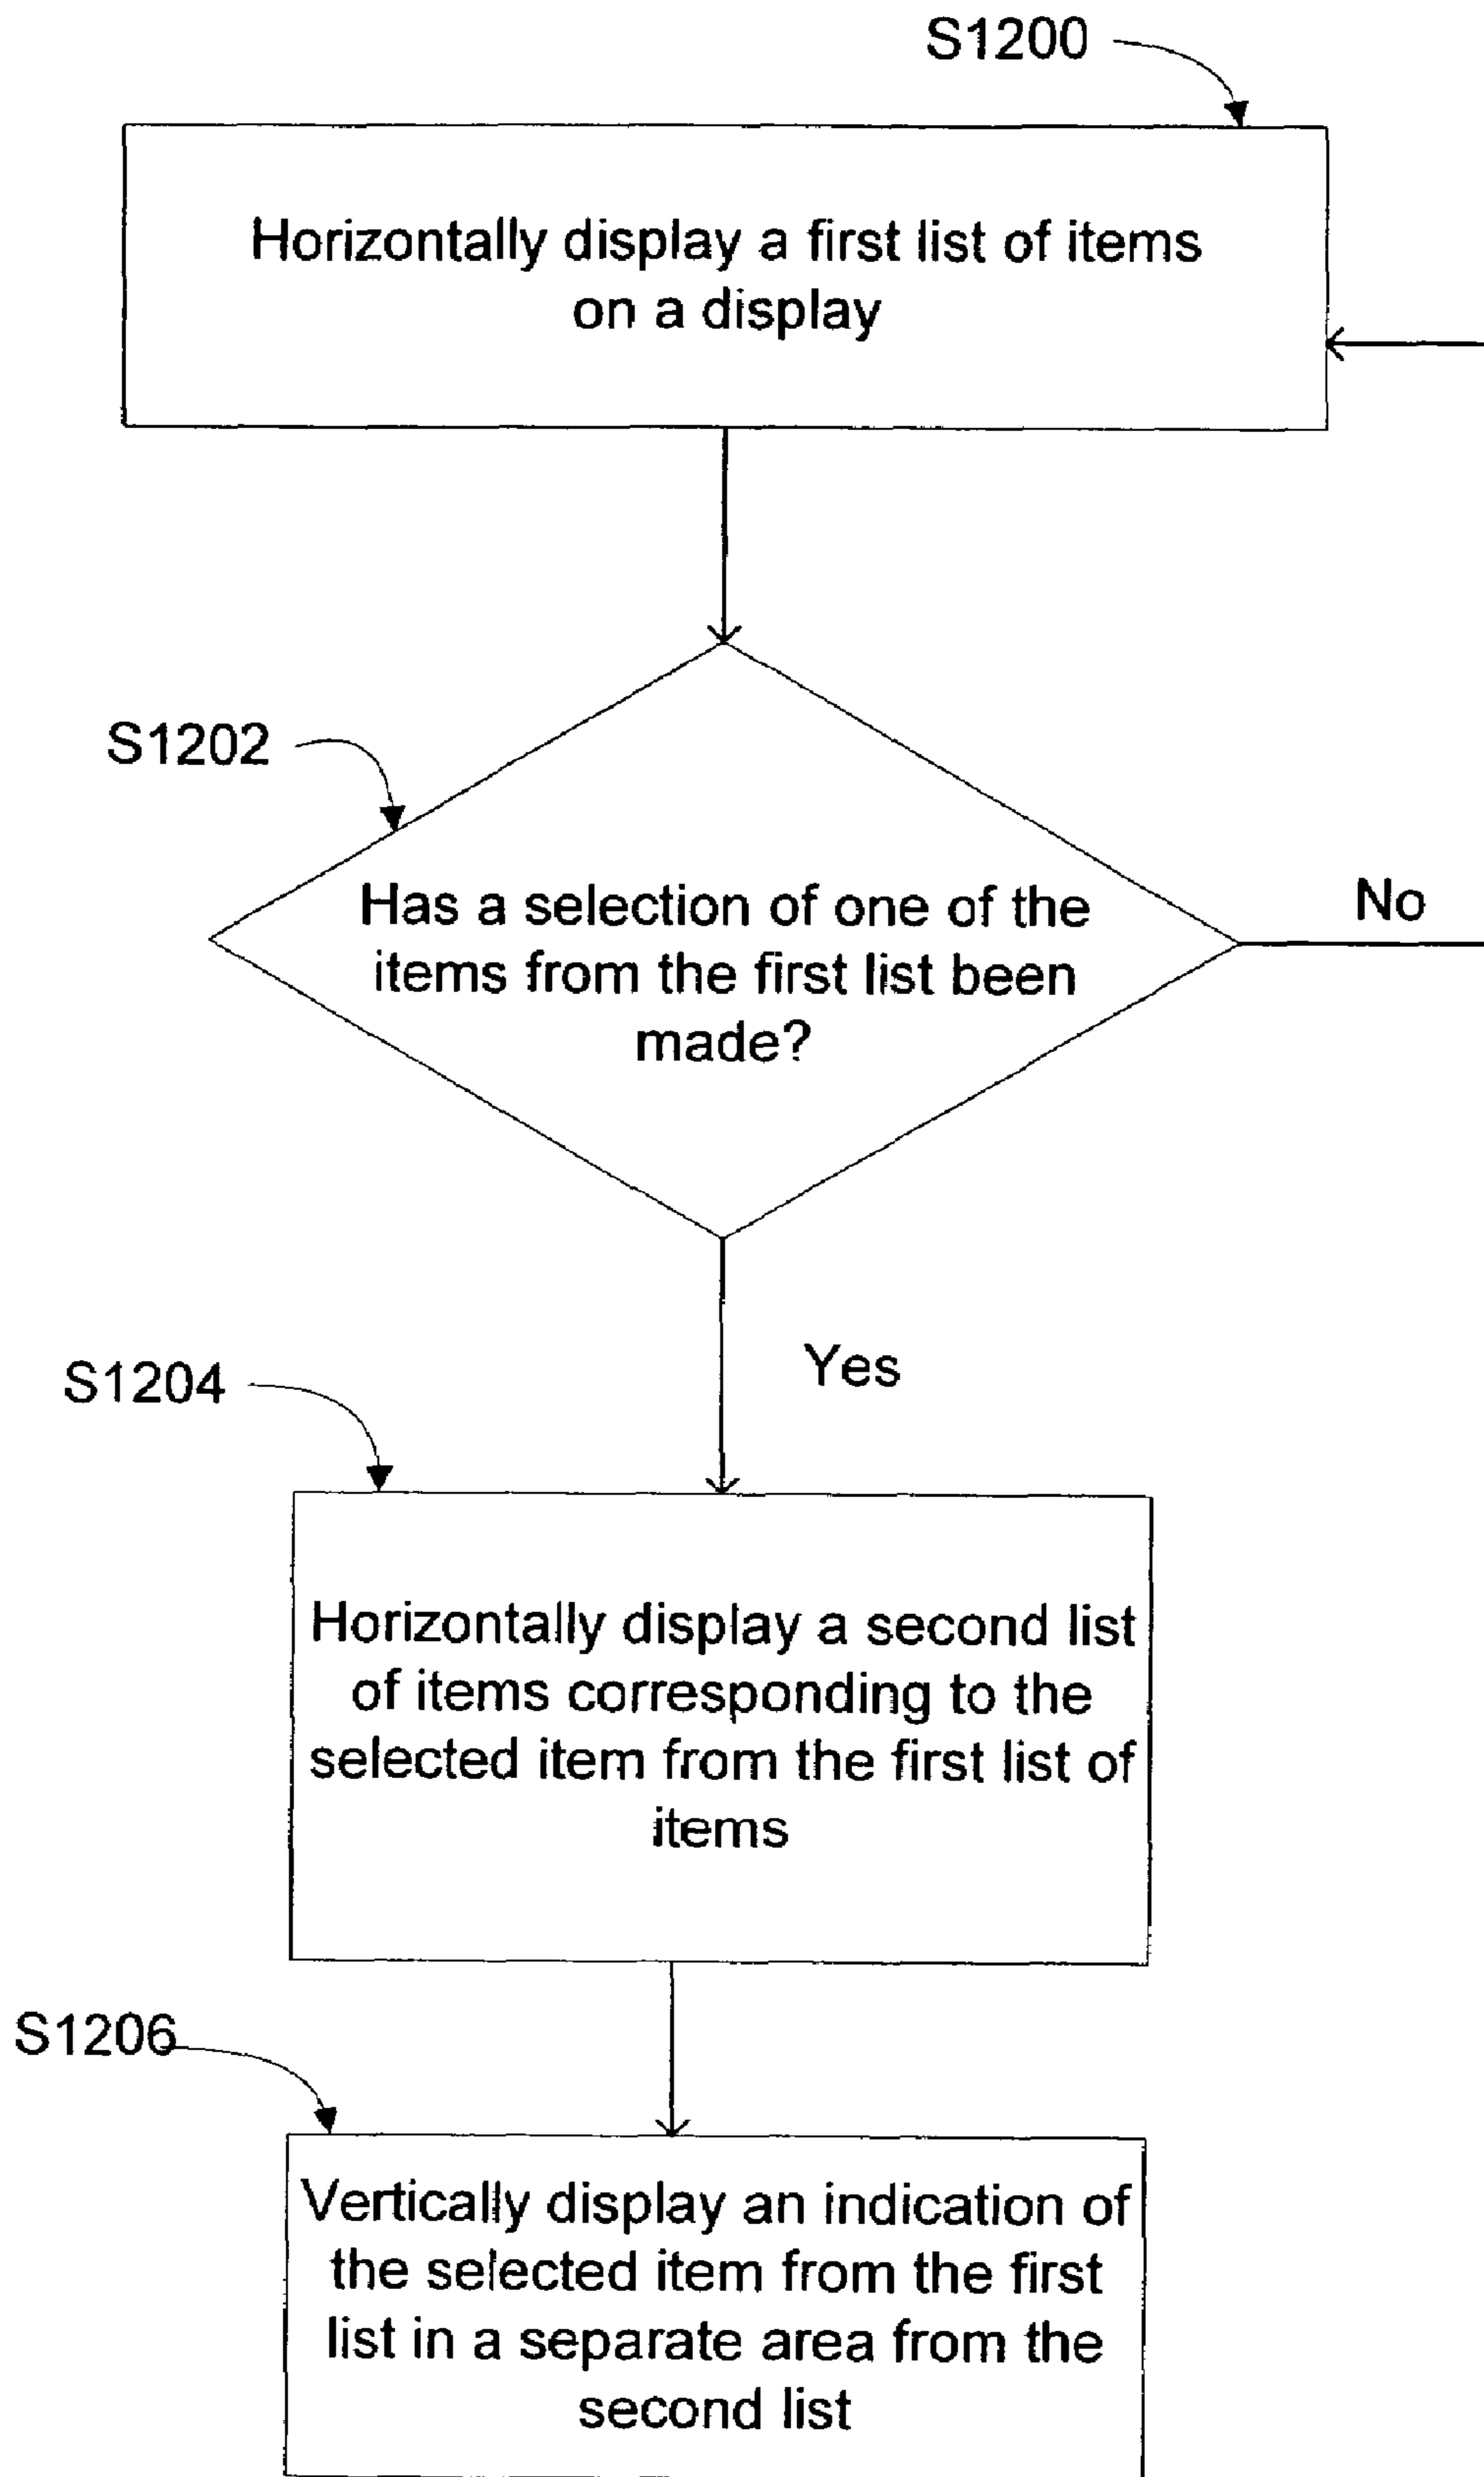 S1200
Horizontally display a first list of items
on a display
S1202
Has a selection of one of the
items from the first list been
made?
No
Yes
S1204
Horizontally display a second list
of items corresponding to the
selected item from the first list of
items
S1206
Vertically display an indication of
the selected item from the first
list in a separate area from the
second list